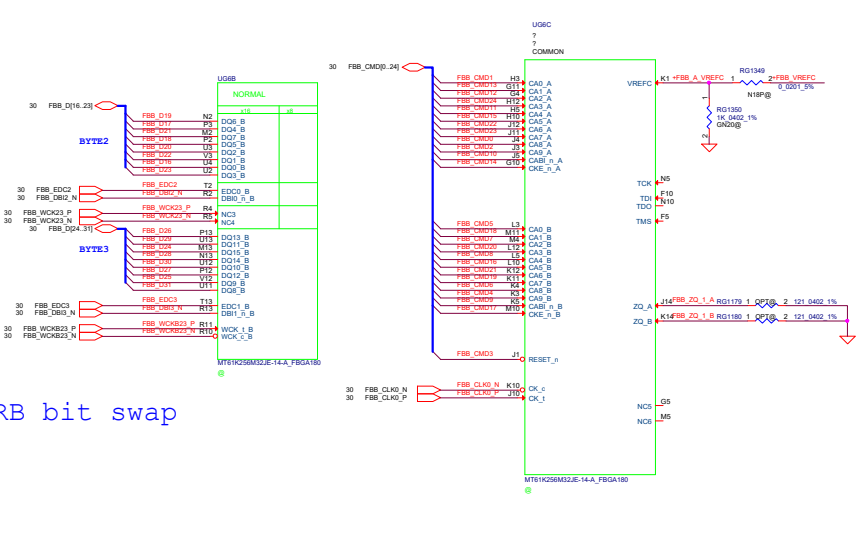 UG6B
NORMAL
x16 x8
30 FBB_D[16..23]
BYTE2
FBB_D19 N2 DQ6_B
FBB_D17 P3 DQ4_B
FBB_D21 M2 DQ7_B
FBB_D18 P2 DQ5_B
FBB_D20 U3 DQ2_B
FBB_D22 V3 DQ1_B
FBB_D16 U4 DQ0_B
FBB_D23 U2 DQ3_B
30 FBB_EDC2 FBB_EDC2 T2 EDC0_B
30 FBB_DBI2_N FBB_DBI2_N R2 DBI0_n_B
30 FBB_WCK23_P FBB_WCK23_P R4 NC3
30 FBB_WCK23_N FBB_WCK23_N R5 NC4
30 FBB_D[24..31]
BYTE3
FBB_D26 P13 DQ13_B
FBB_D29 U13 DQ11_B
FBB_D24 M13 DQ15_B
FBB_D28 N13 DQ14_B
FBB_D30 U12 DQ10_B
FBB_D27 P12 DQ12_B
FBB_D25 V12 DQ9_B
FBB_D31 U11 DQ8_B
30 FBB_EDC3 FBB_EDC3 T13 EDC1_B
30 FBB_DBI3_N FBB_DBI3_N R13 DBI1_n_B
30 FBB_WCKB23_P FBB_WCKB23_P R11 WCK_t_B
30 FBB_WCKB23_N FBB_WCKB23_N R10 WCK_c_B
MT61K256M32JE-14-A_FBGA180
@
RB bit swap
UG6C
?
?
COMMON
30 FBB_CMD[0..24]
FBB_CMD1 H3 CA0_A
FBB_CMD13 G11 CA1_A
FBB_CMD12 G4 CA2_A
FBB_CMD24 H12 CA3_A
FBB_CMD11 H5 CA4_A
FBB_CMD15 H10 CA5_A
FBB_CMD22 J12 CA6_A
FBB_CMD23 J11 CA7_A
FBB_CMD0 J4 CA8_A
FBB_CMD2 J3 CA9_A
FBB_CMD10 J5 CABI_n_A
FBB_CMD14 G10 CKE_n_A
FBB_CMD5 L3 CA0_B
FBB_CMD18 M11 CA1_B
FBB_CMD7 M4 CA2_B
FBB_CMD20 L12 CA3_B
FBB_CMD8 L5 CA4_B
FBB_CMD16 L10 CA5_B
FBB_CMD21 K12 CA6_B
FBB_CMD19 K11 CA7_B
FBB_CMD6 K4 CA8_B
FBB_CMD4 K3 CA9_B
FBB_CMD9 K5 CABI_n_B
FBB_CMD17 M10 CKE_n_B
FBB_CMD3 J1 RESET_n
30 FBB_CLK0_N FBB_CLK0_N K10 CK_c
30 FBB_CLK0_P FBB_CLK0_P J10 CK_t
MT61K256M32JE-14-A_FBGA180
@
VREFC K1 +FBB_A_VREFC 1 RG1349 2 +FBB_VREFC
0_0201_5%
N18P@
1
RG1350
1K_0402_1%
GN20@
2
TCK N5
TDI F10
TDO N10
TMS F5
ZQ_A J14 FBB_ZQ_1_A RG1179 1 OPT@ 2 121_0402_1%
ZQ_B K14 FBB_ZQ_1_B RG1180 1 OPT@ 2 121_0402_1%
NC5 G5
NC6 M5